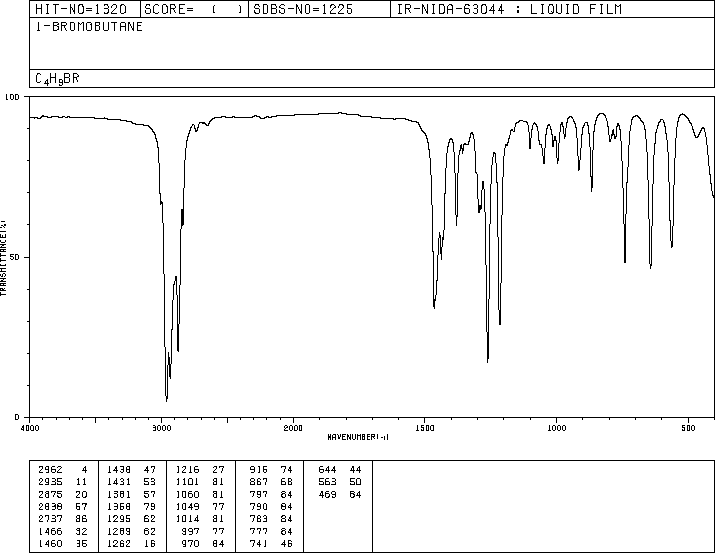 HIT-NO=1320 SCORE= ( ) SDBS-NO=1225 IR-NIDA-63044 : LIQUID FILM
1-BROMOBUTANE
C4H9BR
100
50
0
TRANSMITTANCE(%)
4000 3000 2000 1500 1000 500
WAVENUMBER(-1)
2962 4 1438 47 1216 27 916 74 644 44
2935 11 1431 53 1101 81 867 68 563 50
2875 20 1381 57 1060 81 797 84 469 84
2838 57 1368 79 1049 77 790 84
2737 86 1295 62 1014 81 783 84
1466 32 1289 62 997 77 777 84
1460 35 1262 16 970 84 741 46